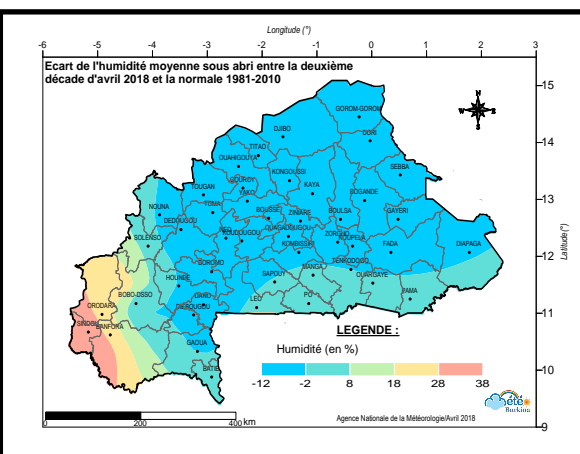 Longitude (°)
-6 -5 -4 -3 -2 -1 0 1 2 3
Ecart de l'humidité moyenne sous abri entre la deuxième
décade d'avril 2018 et la normale 1981-2010
15
N
GOROM-GOROM
W E
S
DJIBO
DORI
14
TITAO
OUAHIGOUYA
KONGOUSSI
SEBBA
GOURCY
TOUGAN
KAYA
YAKO
BOGANDE
13
NOUNA
TOMA
BOUSSE
ZINIARE
BOULSA
GAYERI
DEDOUGOU
REO
KOUDOUGOU
OUAGADOUGOU
ZORGHO
KOUPELA
SOLENSO
KOMBISSIRI
FADA
DIAPAGA
12
Latitude (°)
BOROMO
MANGA
TENKODOGO
HOUNDE
SAPOUY
OUARGAYE
BOBO-DSSO
DANO
LEO
PO
PAMA
ORODARA
DIEBOUGOU
11
SINDOU
BANFORA
LEGENDE :
GAOUA
Humidité (en %)
BATIE
10
-12 -2 8 18 28 38
météo
Burkina
0 200 400 km
Agence Nationale de la Météorologie/Avril 2018
9